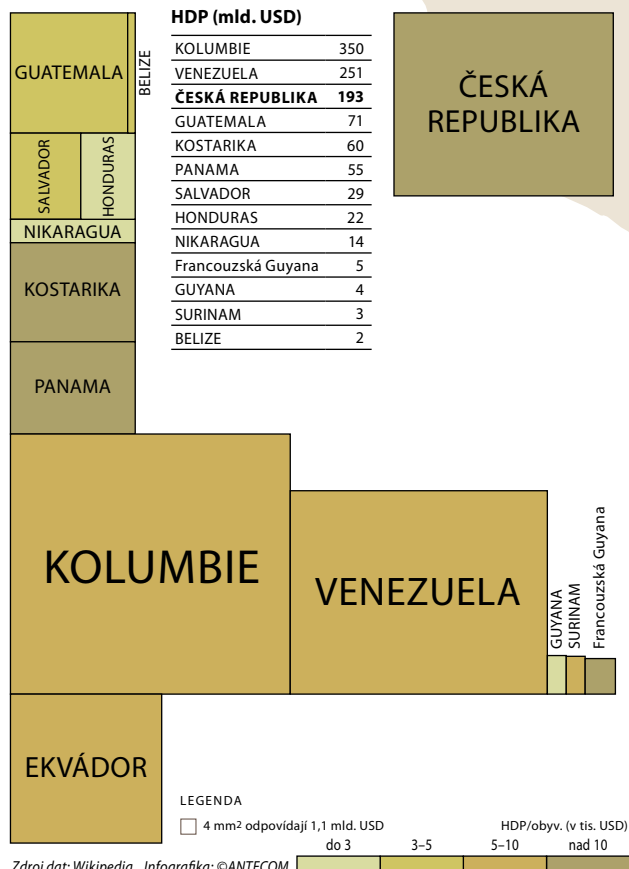 HDP (mld. USD)
KOLUMBIE 350
VENEZUELA 251
ČESKÁ REPUBLIKA 193
GUATEMALA 71
KOSTARIKA 60
PANAMA 55
SALVADOR 29
HONDURAS 22
NIKARAGUA 14
Francouzská Guyana 5
GUYANA 4
SURINAM 3
BELIZE 2
GUATEMALA
BELIZE
ČESKÁ
REPUBLIKA
SALVADOR
HONDURAS
NIKARAGUA
KOSTARIKA
PANAMA
KOLUMBIE
VENEZUELA
GUYANA
SURINAM
Francouzská Guyana
EKVÁDOR
LEGENDA
4 mm² odpovídají 1,1 mld. USD
HDP/obyv. (v tis. USD)
do 3 3–5 5–10 nad 10
Zdroj dat: Wikipedia Infografika: ©ANTECOM